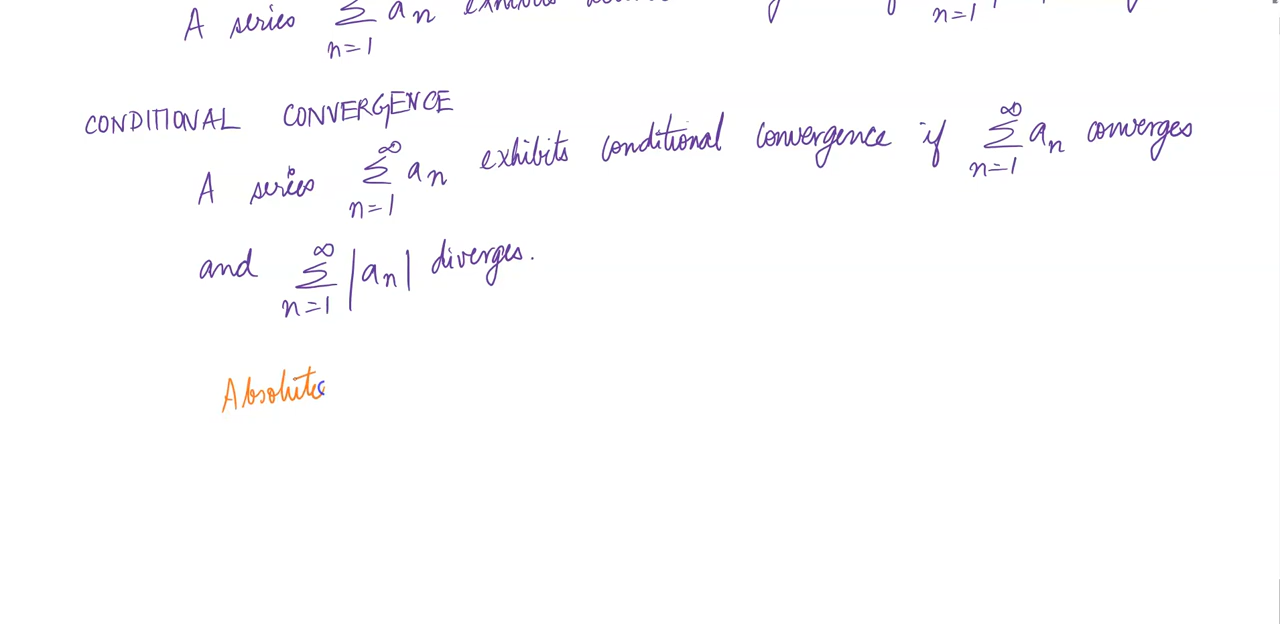 A series ∑ aₙ
n=1 n=1
CONDITIONAL CONVERGENCE
A series ∞∑n=1 aₙ exhibits conditional convergence if ∞∑n=1 aₙ converges
and ∞∑n=1 |aₙ| diverges.
Absolute